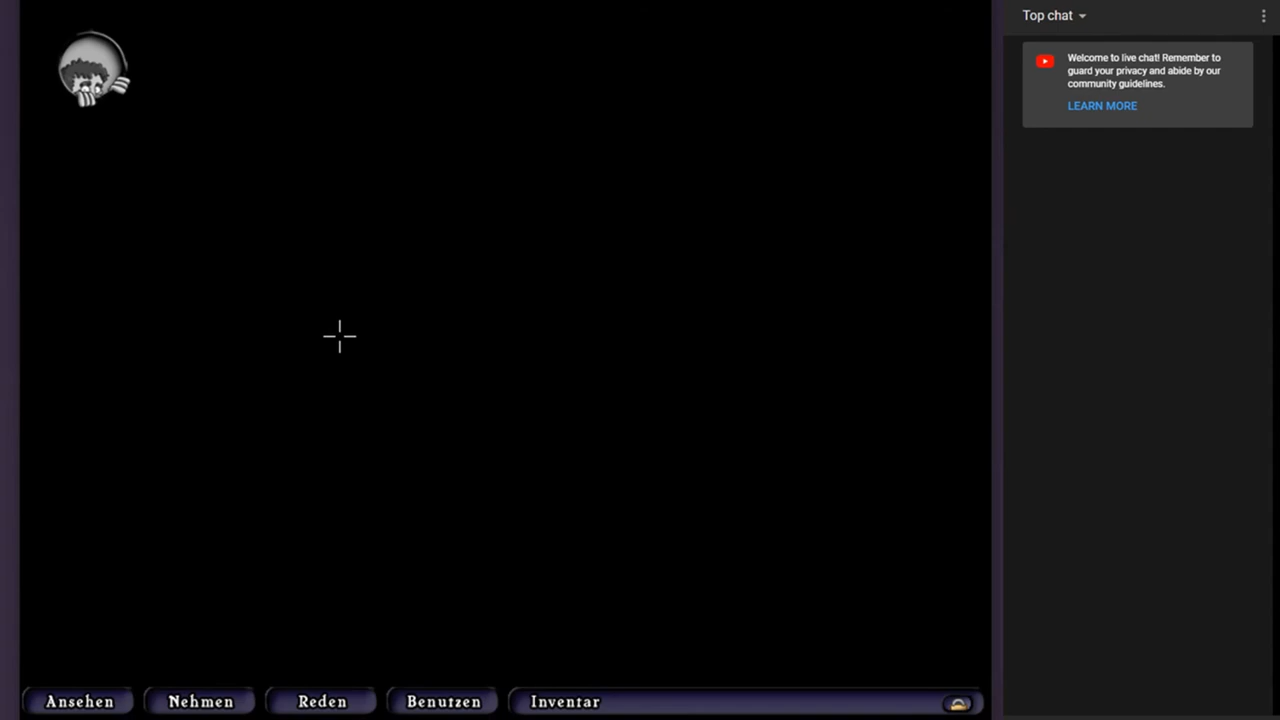 Top chat
Welcome to live chat! Remember to
guard your privacy and abide by our
community guidelines.
LEARN MORE
Ansehen
Nehmen
Reden
Benutzen
Inventar